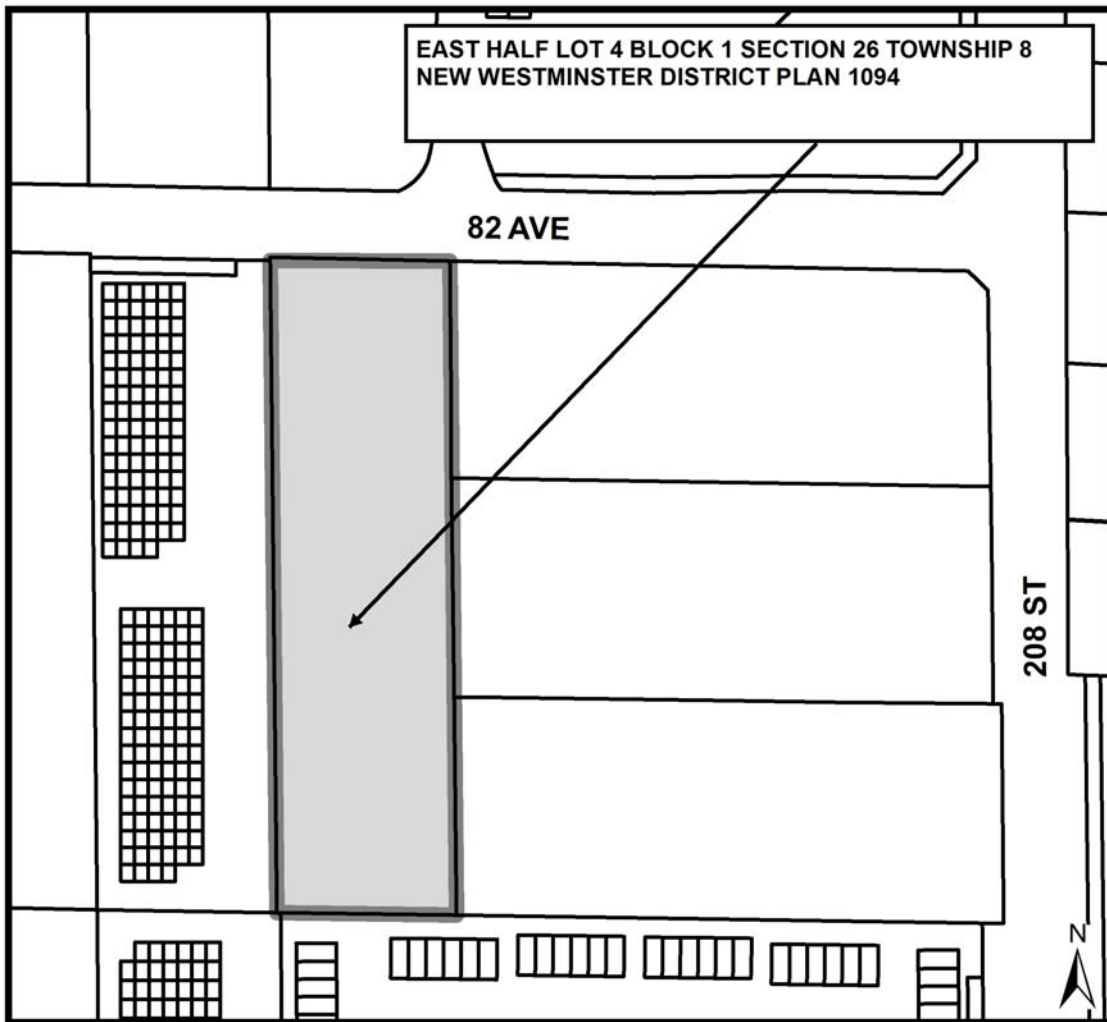 EAST HALF LOT 4 BLOCK 1 SECTION 26 TOWNSHIP 8
NEW WESTMINSTER DISTRICT PLAN 1094
82 AVE
208 ST
N